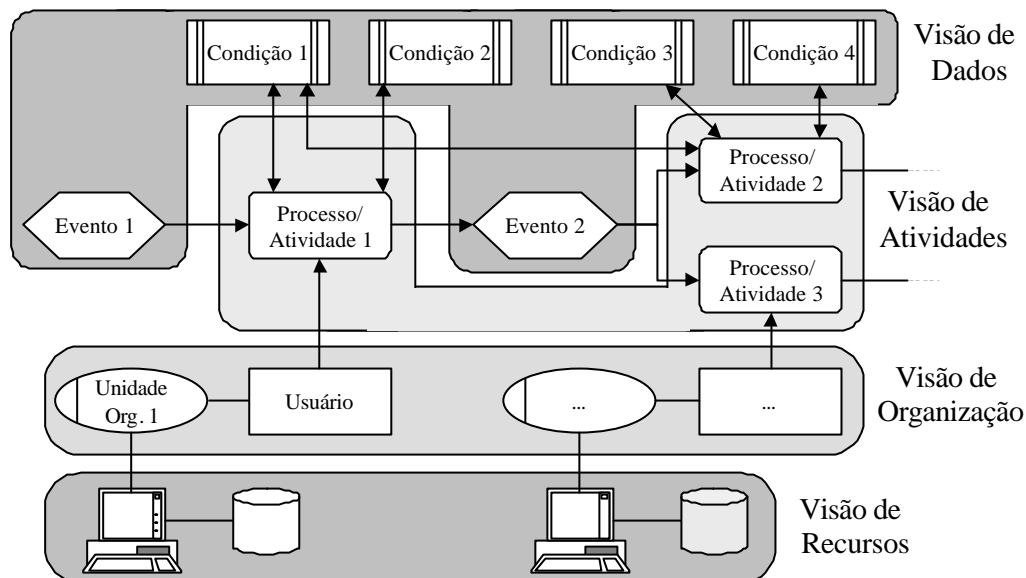 Condição 1
Condição 2
Condição 3
Condição 4
Visão de
Dados
Evento 1
Processo/
Atividade 1
Evento 2
Processo/
Atividade 2
Processo/
Atividade 3
Visão de
Atividades
Unidade
Org. 1
Usuário
...
...
Visão de
Organização
Visão de
Recursos